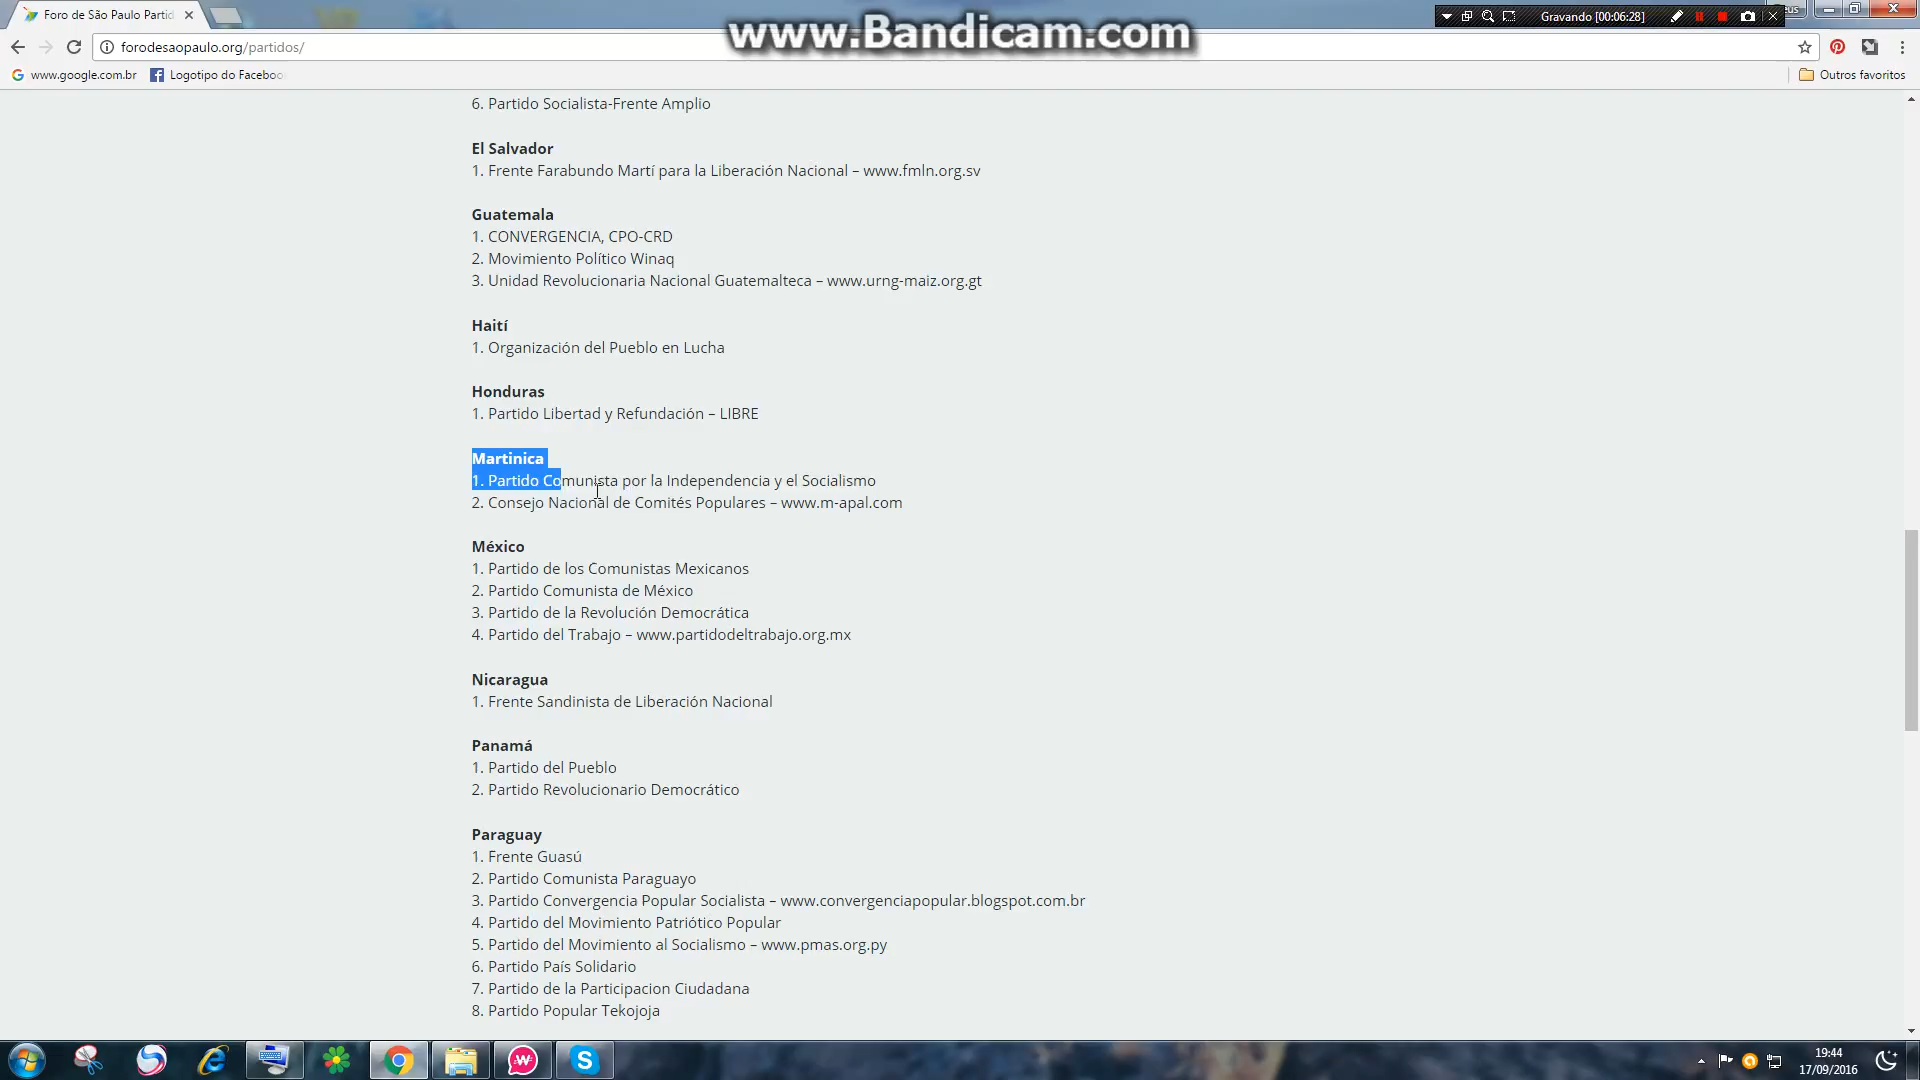 Foro de São Paulo Partid
www.Bandicam.com
Gravando [00:06:28]
forodesaopaulo.org/partidos/
www.google.com.br
Logotipo do Faceboo
Outros favoritos
6. Partido Socialista-Frente Amplio
El Salvador
1. Frente Farabundo Martí para la Liberación Nacional – www.fmln.org.sv
Guatemala
1. CONVERGENCIA, CPO-CRD
2. Movimiento Político Winaq
3. Unidad Revolucionaria Nacional Guatemalteca – www.urng-maiz.org.gt
Haití
1. Organización del Pueblo en Lucha
Honduras
1. Partido Libertad y Refundación – LIBRE
Martinica
1. Partido Comunista por la Independencia y el Socialismo
2. Consejo Nacional de Comités Populares – www.m-apal.com
México
1. Partido de los Comunistas Mexicanos
2. Partido Comunista de México
3. Partido de la Revolución Democrática
4. Partido del Trabajo – www.partidodeltrabajo.org.mx
Nicaragua
1. Frente Sandinista de Liberación Nacional
Panamá
1. Partido del Pueblo
2. Partido Revolucionario Democrático
Paraguay
1. Frente Guasú
2. Partido Comunista Paraguayo
3. Partido Convergencia Popular Socialista – www.convergenciapopular.blogspot.com.br
4. Partido del Movimiento Patriótico Popular
5. Partido del Movimiento al Socialismo – www.pmas.org.py
6. Partido País Solidario
7. Partido de la Participacion Ciudadana
8. Partido Popular Tekojoja
19:44
17/09/2016